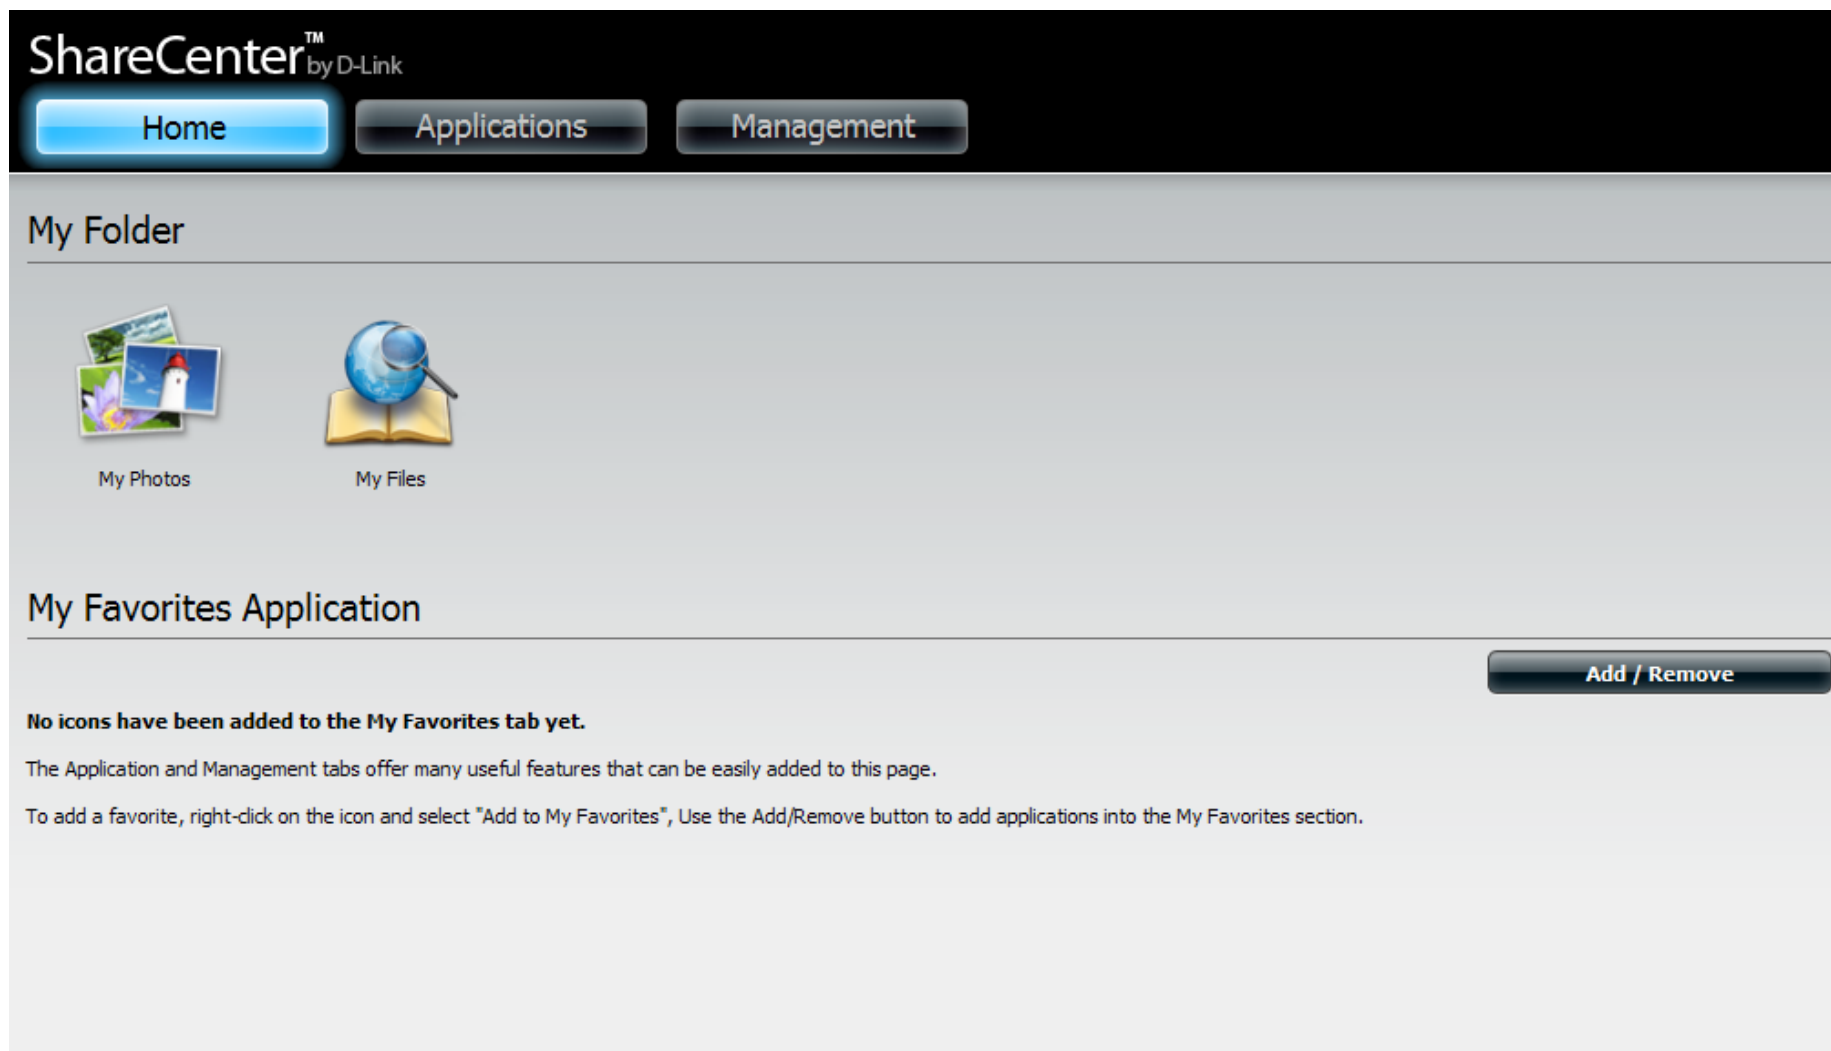 ShareCenter™ by D-Link
Home Applications Management
My Folder
My Photos My Files
My Favorites Application
Add / Remove
No icons have been added to the My Favorites tab yet.
The Application and Management tabs offer many useful features that can be easily added to this page.
To add a favorite, right-click on the icon and select "Add to My Favorites", Use the Add/Remove button to add applications into the My Favorites section.